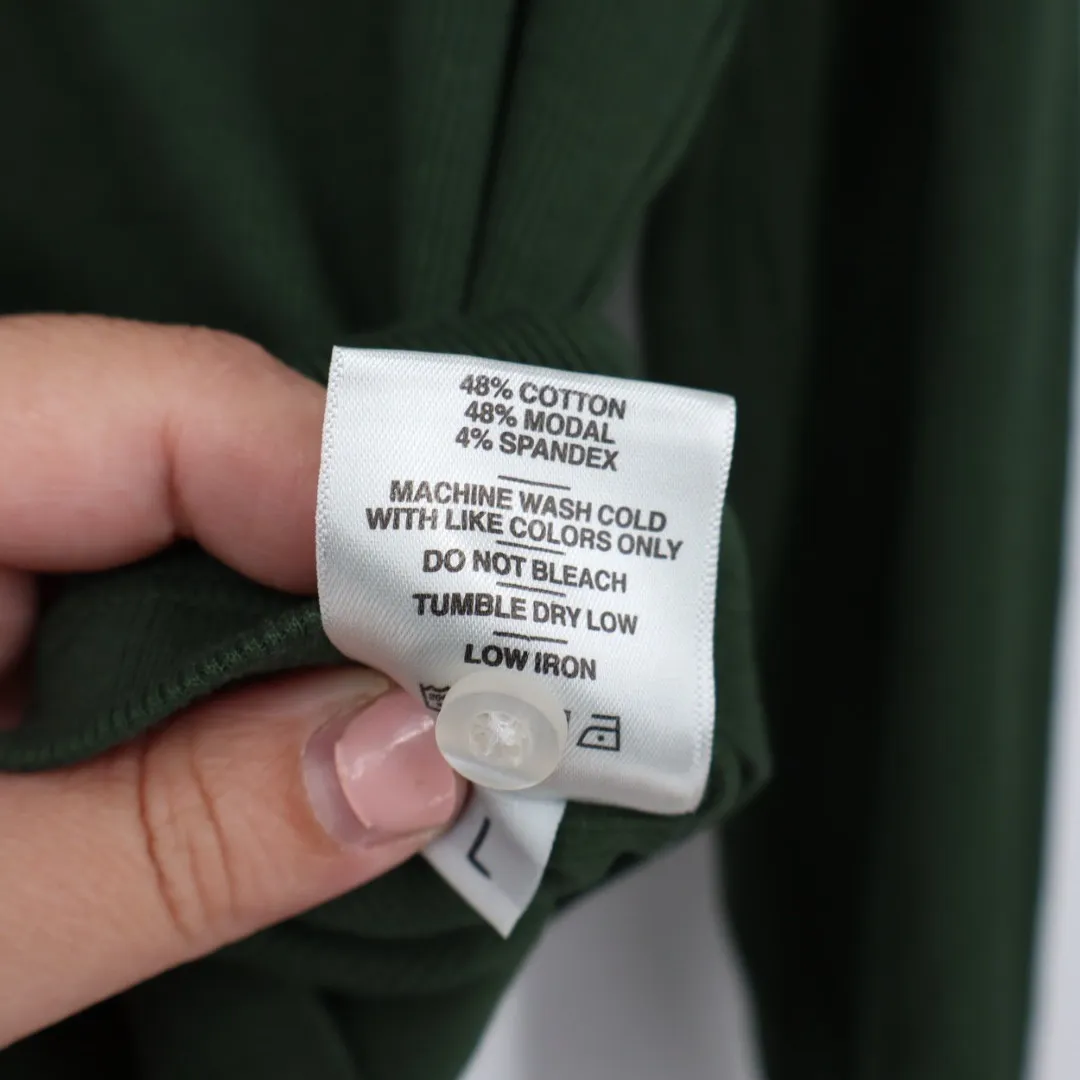 48% COTTON
48% MODAL
4% SPANDEX
MACHINE WASH COLD
WITH LIKE COLORS ONLY
DO NOT BLEACH
TUMBLE DRY LOW
LOW IRON
L